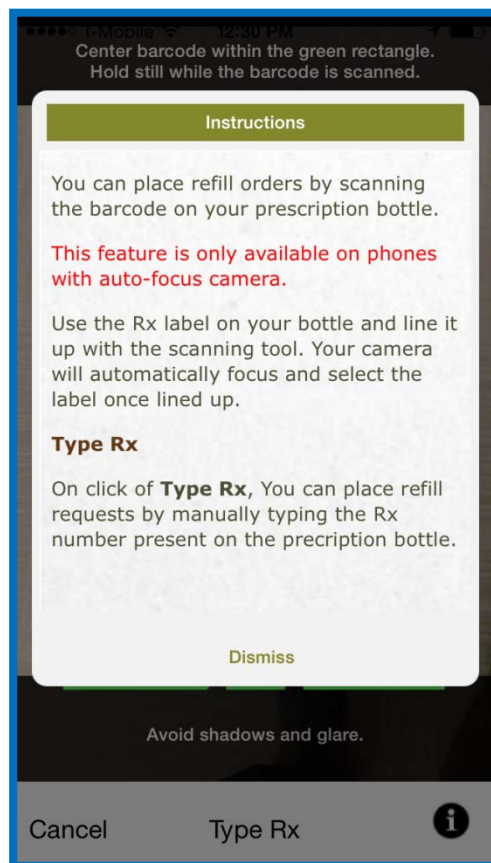 T-Mobile 12:30 PM
Center barcode within the green rectangle.
Hold still while the barcode is scanned.
Instructions
You can place refill orders by scanning
the barcode on your prescription bottle.
This feature is only available on phones
with auto-focus camera.
Use the Rx label on your bottle and line it
up with the scanning tool. Your camera
will automatically focus and select the
label once lined up.
Type Rx
On click of Type Rx, You can place refill
requests by manually typing the Rx
number present on the precription bottle.
Dismiss
Avoid shadows and glare.
Cancel Type Rx i